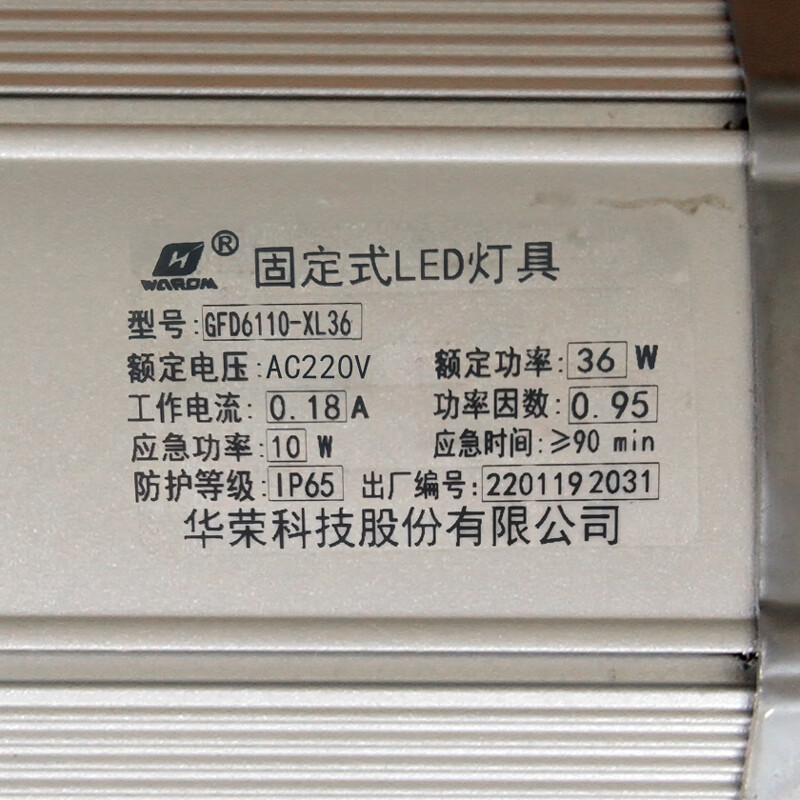 WAROM ® 固定式LED灯具
型号:GFD6110-XL36
额定电压:AC220V 额定功率:36 W
工作电流:0.18A 功率因数:0.95
应急功率:10 W 应急时间:≥90 min
防护等级:IP65 出厂编号:2201192031
华荣科技股份有限公司